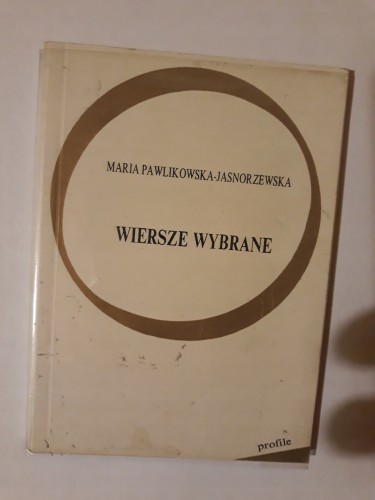 MARIA PAWLIKOWSKA-JASNORZEWSKA
WIERSZE WYBRANE
profile